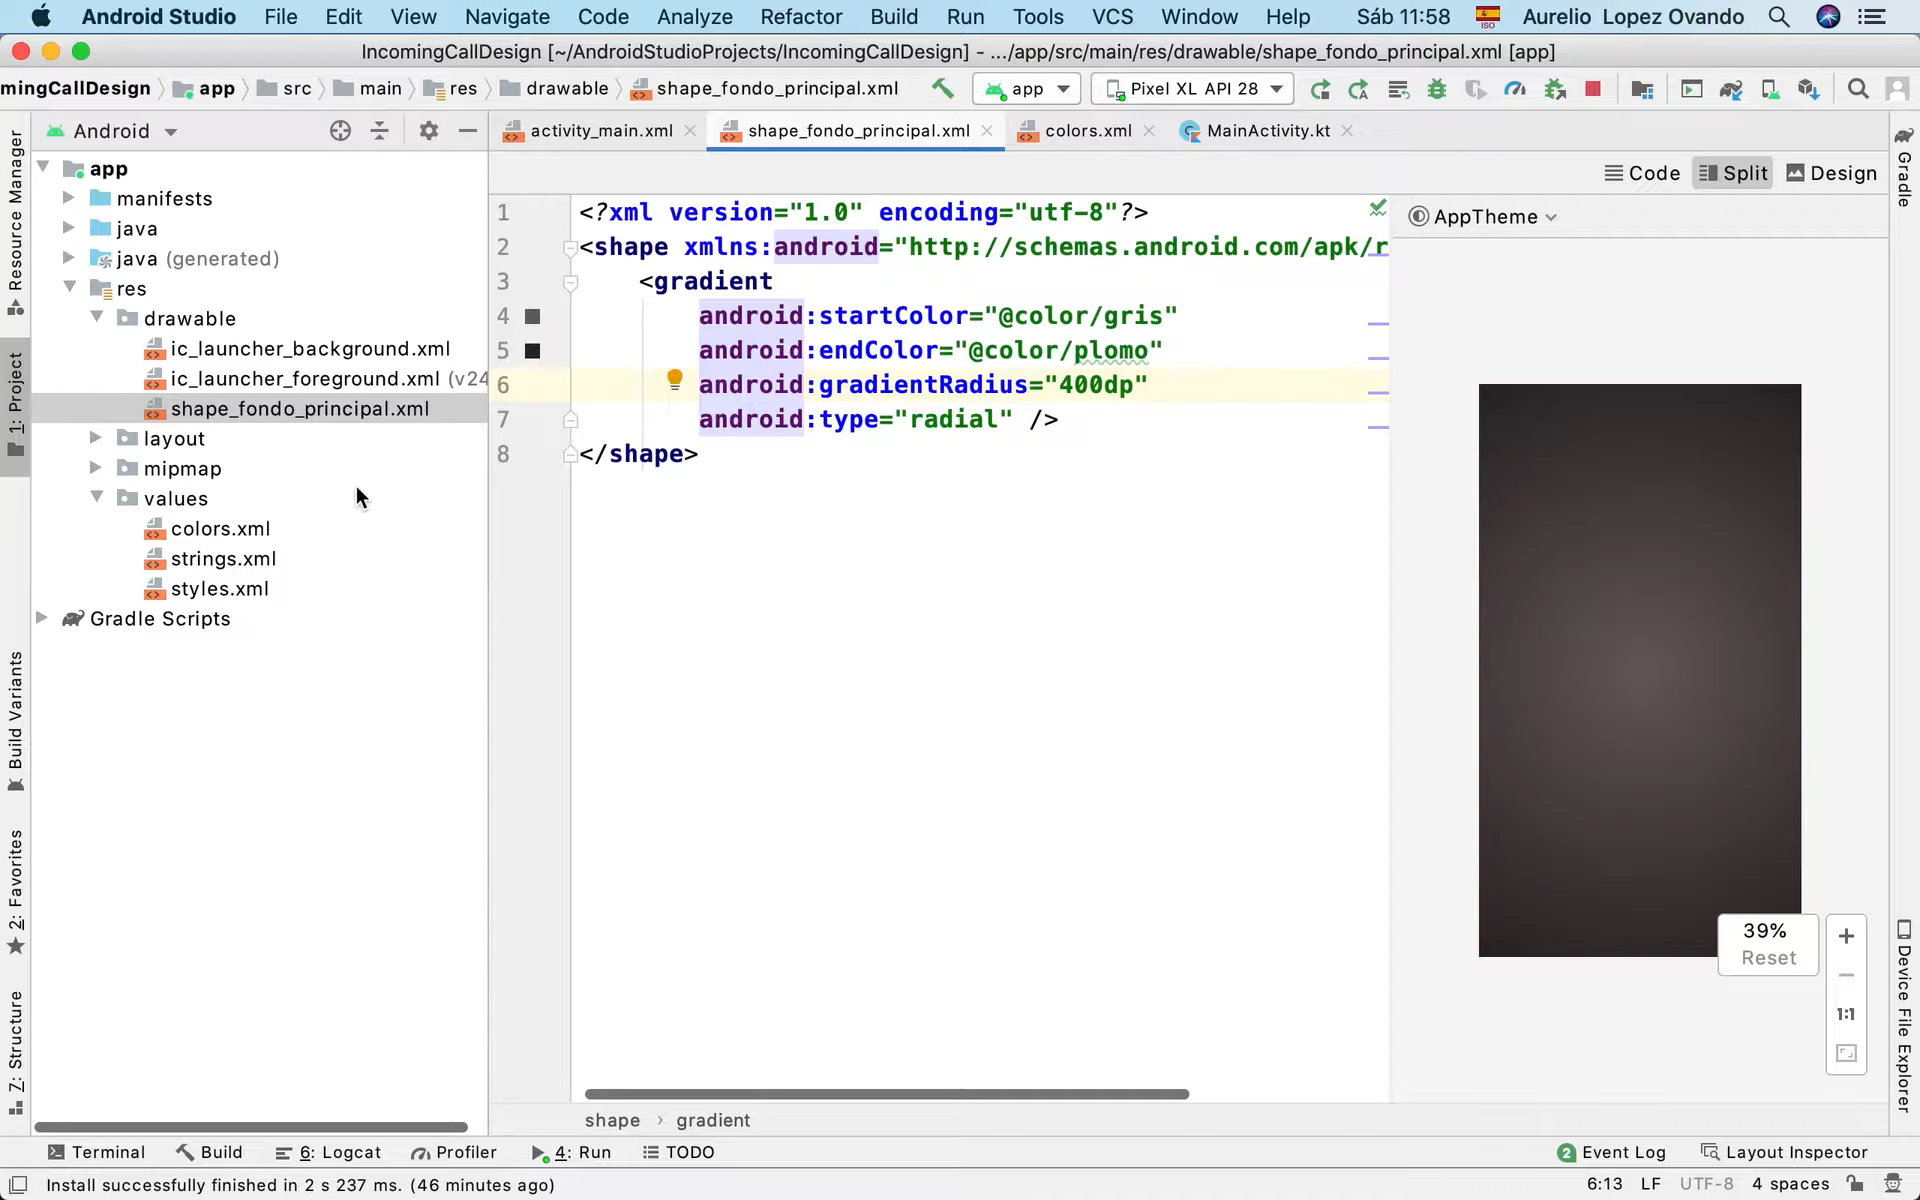 Android Studio File Edit View Navigate Code Analyze Refactor Build Run Tools VCS Window Help Sáb 11:58 ISO Aurelio Lopez Ovando
IncomingCallDesign [~/AndroidStudioProjects/IncomingCallDesign] - .../app/src/main/res/drawable/shape_fondo_principal.xml [app]
mingCallDesign app src main res drawable shape_fondo_principal.xml app Pixel XL API 28
Android
activity_main.xml shape_fondo_principal.xml colors.xml MainActivity.kt
Code Split Design
AppTheme
app
manifests
java
java (generated)
res
drawable
ic_launcher_background.xml
ic_launcher_foreground.xml (v24
shape_fondo_principal.xml
layout
mipmap
values
colors.xml
strings.xml
styles.xml
Gradle Scripts
1 <?xml version="1.0" encoding="utf-8"?>
2 <shape xmlns:android="http://schemas.android.com/apk/r
3 <gradient
4 android:startColor="@color/gris"
5 android:endColor="@color/plomo"
6 android:gradientRadius="400dp"
7 android:type="radial" />
8 </shape>
39%
Reset
1:1
shape › gradient
Resource Manager
1: Project
Build Variants
2: Favorites
Z: Structure
Gradle
Device File Explorer
Terminal Build 6: Logcat Profiler 4: Run TODO 2 Event Log Layout Inspector
Install successfully finished in 2 s 237 ms. (46 minutes ago) 6:13 LF UTF-8 4 spaces